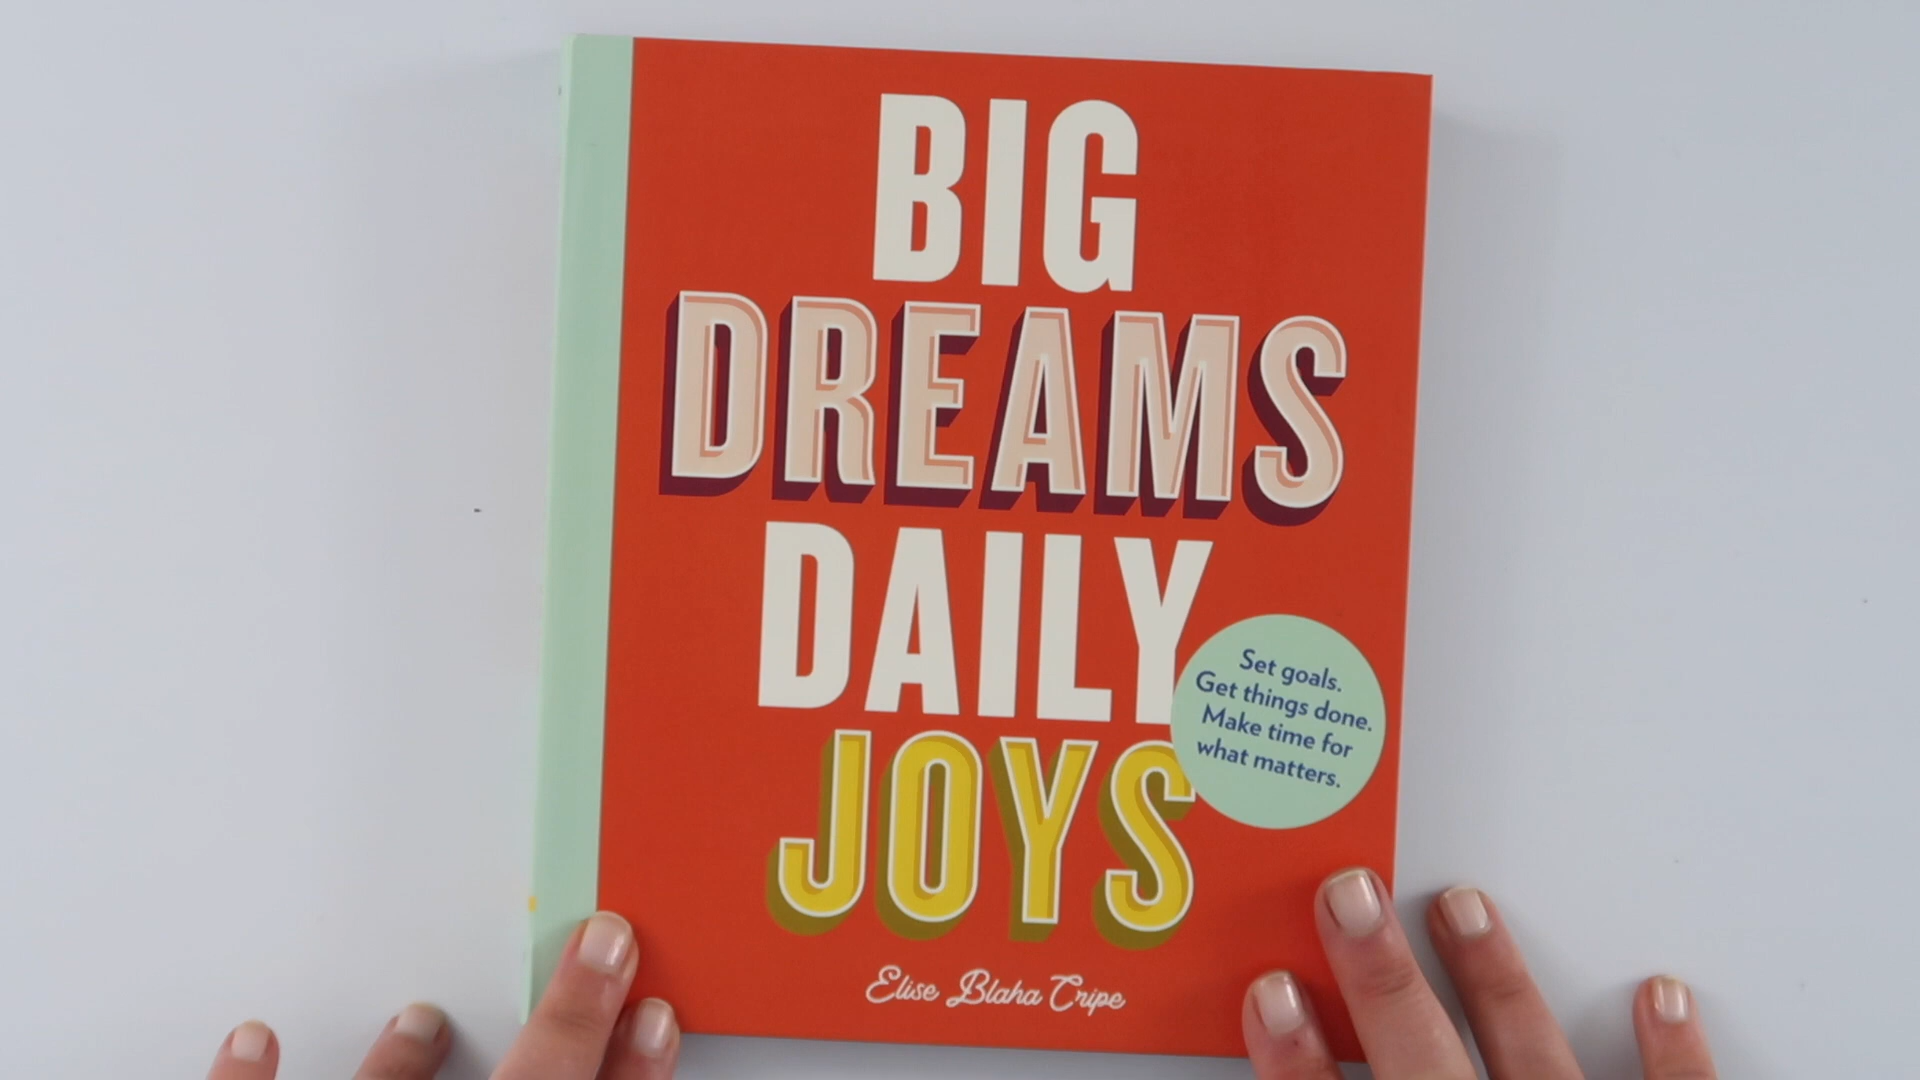 BIG
DREAMS
DAILY
JOYS
Set goals.
Get things done.
Make time for
what matters.
Elise Blaha Cripe